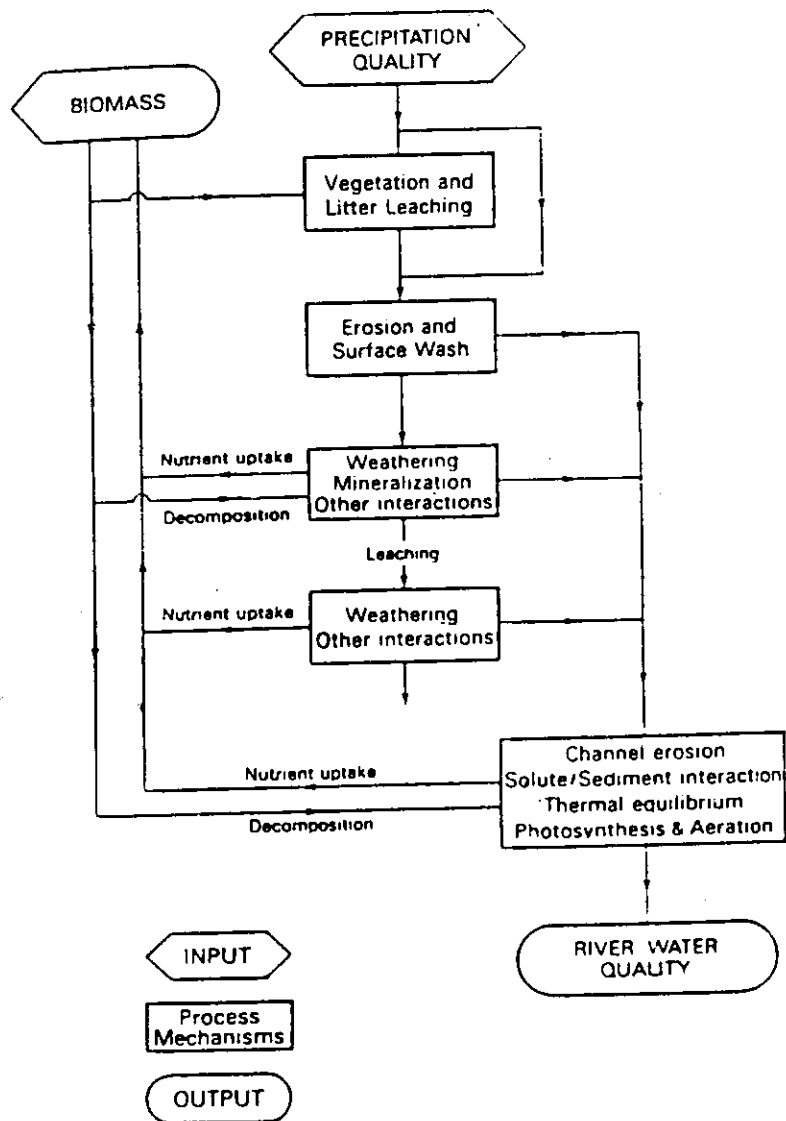 PRECIPITATION
QUALITY
BIOMASS
Vegetation and
Litter Leaching
Erosion and
Surface Wash
Nutrient uptake
Weathering
Mineralization
Other interactions
Decomposition
Leaching
Nutrient uptake
Weathering
Other interactions
Channel erosion
Solute/Sediment interaction
Thermal equilibrium
Photosynthesis & Aeration
Nutrient uptake
Decomposition
RIVER WATER
QUALITY
INPUT
Process
Mechanisms
OUTPUT